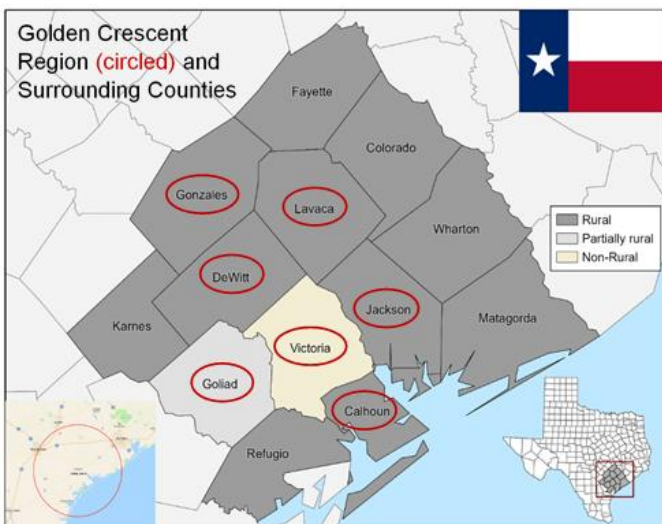 Golden Crescent
Region (circled) and
Surrounding Counties
Fayette
Colorado
Gonzales
Lavaca
Wharton
Rural
Partially rural
Non-Rural
DeWitt
Jackson
Matagorda
Karnes
Victoria
Goliad
Calhoun
Refugio